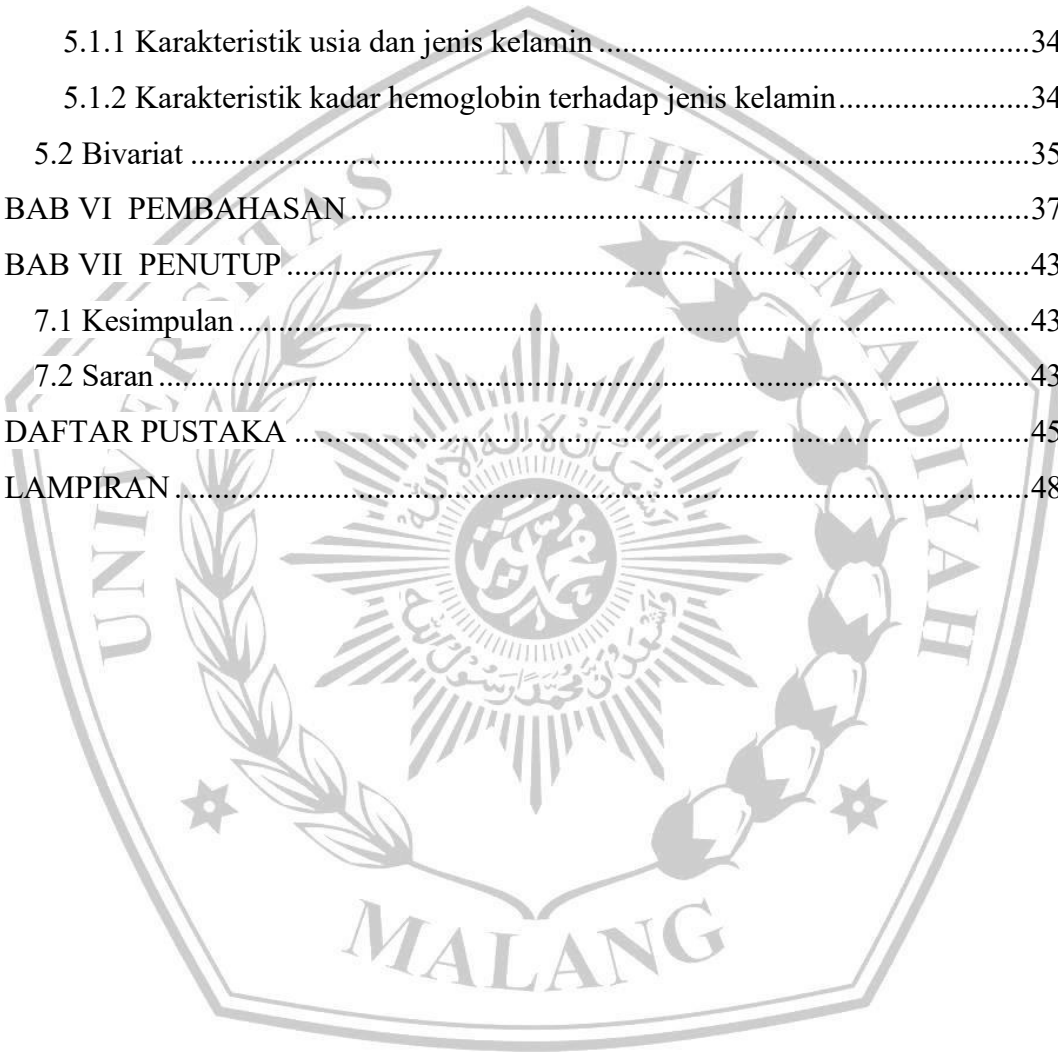 5.1.1 Karakteristik usia dan jenis kelamin ........................................................ 34
5.1.2 Karakteristik kadar hemoglobin terhadap jenis kelamin ........................ 34
5.2 Bivariat ........................................................................................................... 35
BAB VI  PEMBAHASAN ...................................................................................... 37
BAB VII  PENUTUP .............................................................................................. 43
7.1 Kesimpulan .................................................................................................... 43
7.2 Saran ............................................................................................................... 43
DAFTAR PUSTAKA ............................................................................................. 45
LAMPIRAN ............................................................................................................ 48
UNIVERSITAS MUHAMMADIYAH
MALANG